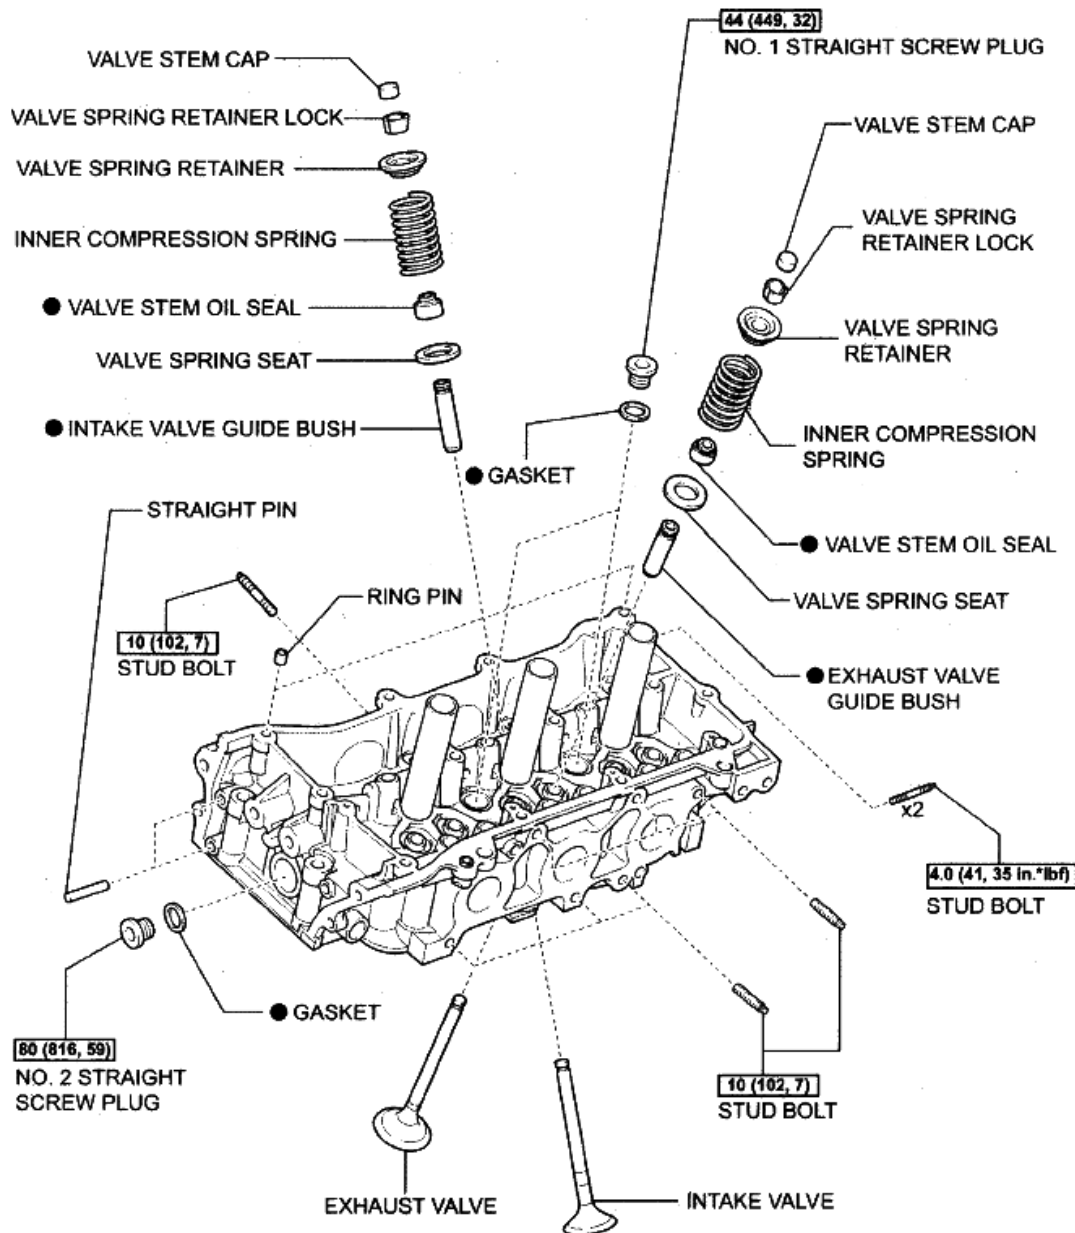 44 (449, 32)
NO. 1 STRAIGHT SCREW PLUG
VALVE STEM CAP
VALVE SPRING RETAINER LOCK
VALVE SPRING RETAINER
INNER COMPRESSION SPRING
● VALVE STEM OIL SEAL
VALVE SPRING SEAT
● INTAKE VALVE GUIDE BUSH
● GASKET
VALVE STEM CAP
VALVE SPRING
RETAINER LOCK
VALVE SPRING
RETAINER
INNER COMPRESSION
SPRING
● VALVE STEM OIL SEAL
VALVE SPRING SEAT
● EXHAUST VALVE
GUIDE BUSH
STRAIGHT PIN
RING PIN
10 (102, 7)
STUD BOLT
x2
4.0 (41, 35 in.*lbf)
STUD BOLT
● GASKET
80 (816, 59)
NO. 2 STRAIGHT
SCREW PLUG
10 (102, 7)
STUD BOLT
EXHAUST VALVE
INTAKE VALVE